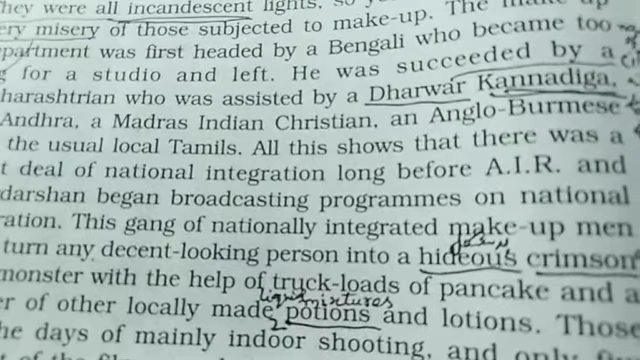 hey were all incandescent lights, so
ery misery of those subjected to make-up. The make-up
partment was first headed by a Bengali who became too
g for a studio and left. He was succeeded by a
harashtrian who was assisted by a Dharwar Kannadiga,
Andhra, a Madras Indian Christian, an Anglo-Burmese
the usual local Tamils. All this shows that there was a
t deal of national integration long before A.I.R. and
darshan began broadcasting programmes on national
ration. This gang of nationally integrated make-up men
turn any decent-looking person into a hideous crimson
monster with the help of truck-loads of pancake and a
mixtures
er of other locally made potions and lotions. Those
he days of mainly indoor shooting, and only